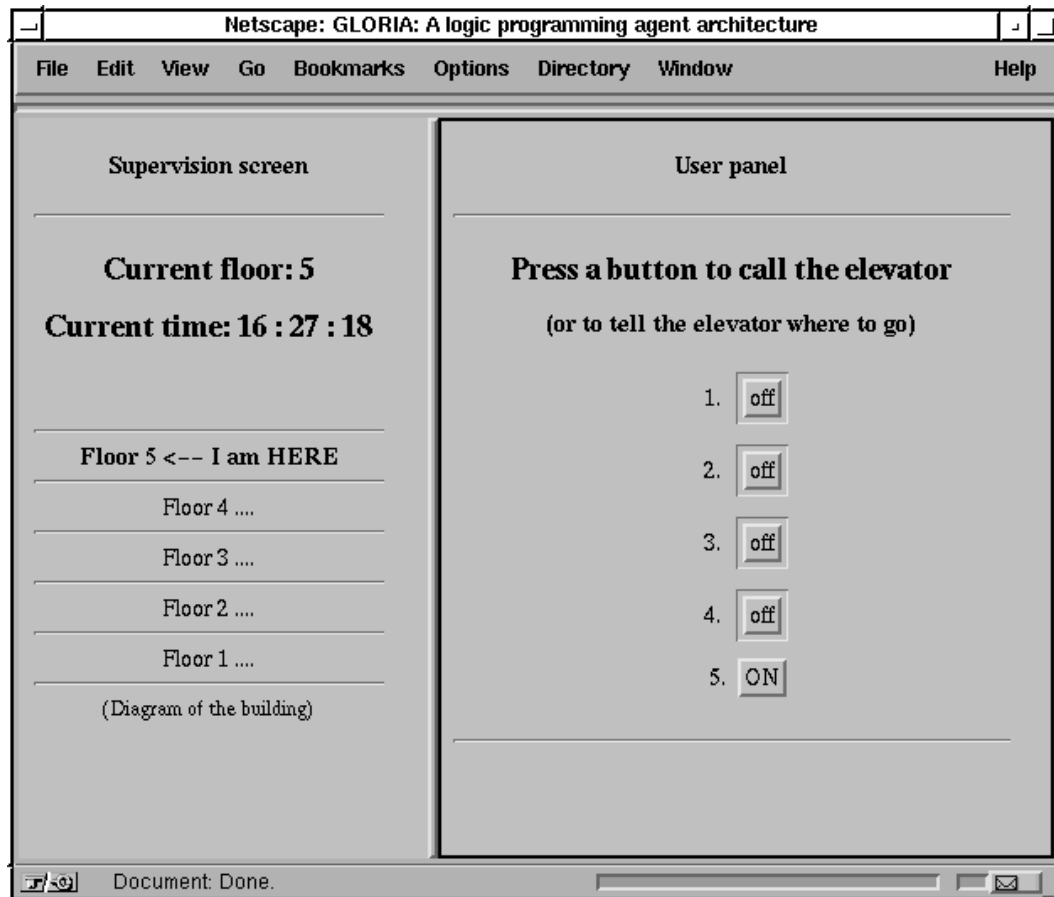 Netscape: GLORIA: A logic programming agent architecture
File Edit View Go Bookmarks Options Directory Window Help
Supervision screen
Current floor: 5
Current time: 16 : 27 : 18
Floor 5 <-- I am HERE
Floor 4 ....
Floor 3 ....
Floor 2 ....
Floor 1 ....
(Diagram of the building)
User panel
Press a button to call the elevator
(or to tell the elevator where to go)
1. off
2. off
3. off
4. off
5. ON
Document: Done.